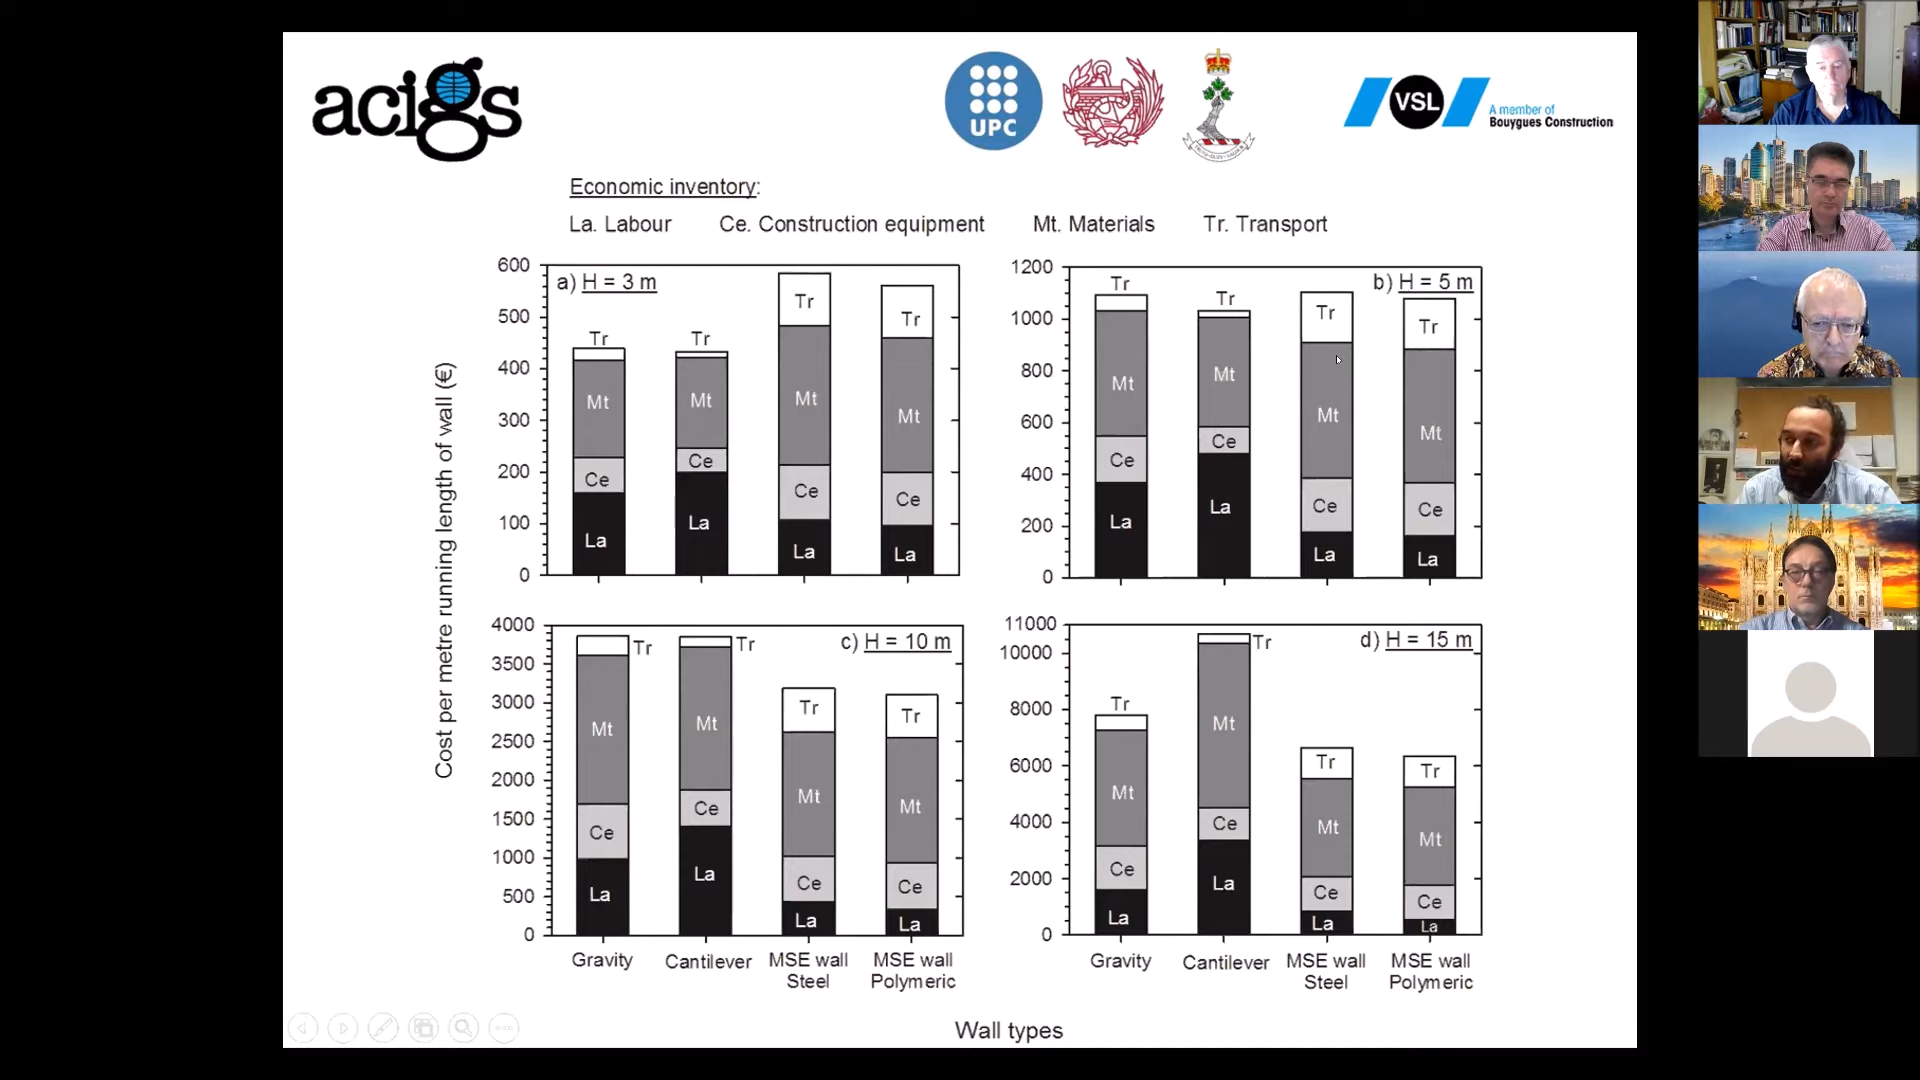 acigs
UPC
VSL
A member of
Bouygues Construction
Economic inventory:
La. Labour Ce. Construction equipment Mt. Materials Tr. Transport
Cost per metre running length of wall (€)
a) H = 3 m
600
500
400
300
200
100
0
Tr
Mt
Ce
La
Tr
Mt
Ce
La
Tr
Mt
Ce
La
Tr
Mt
Ce
La
b) H = 5 m
1200
1000
800
600
400
200
0
Tr
Mt
Ce
La
Tr
Mt
Ce
La
Tr
Mt
Ce
La
Tr
Mt
Ce
La
c) H = 10 m
4000
3500
3000
2500
2000
1500
1000
500
0
Tr
Mt
Ce
La
Tr
Mt
Ce
La
Tr
Mt
Ce
La
Tr
Mt
Ce
La
Gravity
Cantilever
MSE wall
Steel
MSE wall
Polymeric
d) H = 15 m
11000
10000
8000
6000
4000
2000
0
Tr
Mt
Ce
La
Tr
Mt
Ce
La
Tr
Mt
Ce
La
Tr
Mt
Ce
La
Gravity
Cantilever
MSE wall
Steel
MSE wall
Polymeric
Wall types